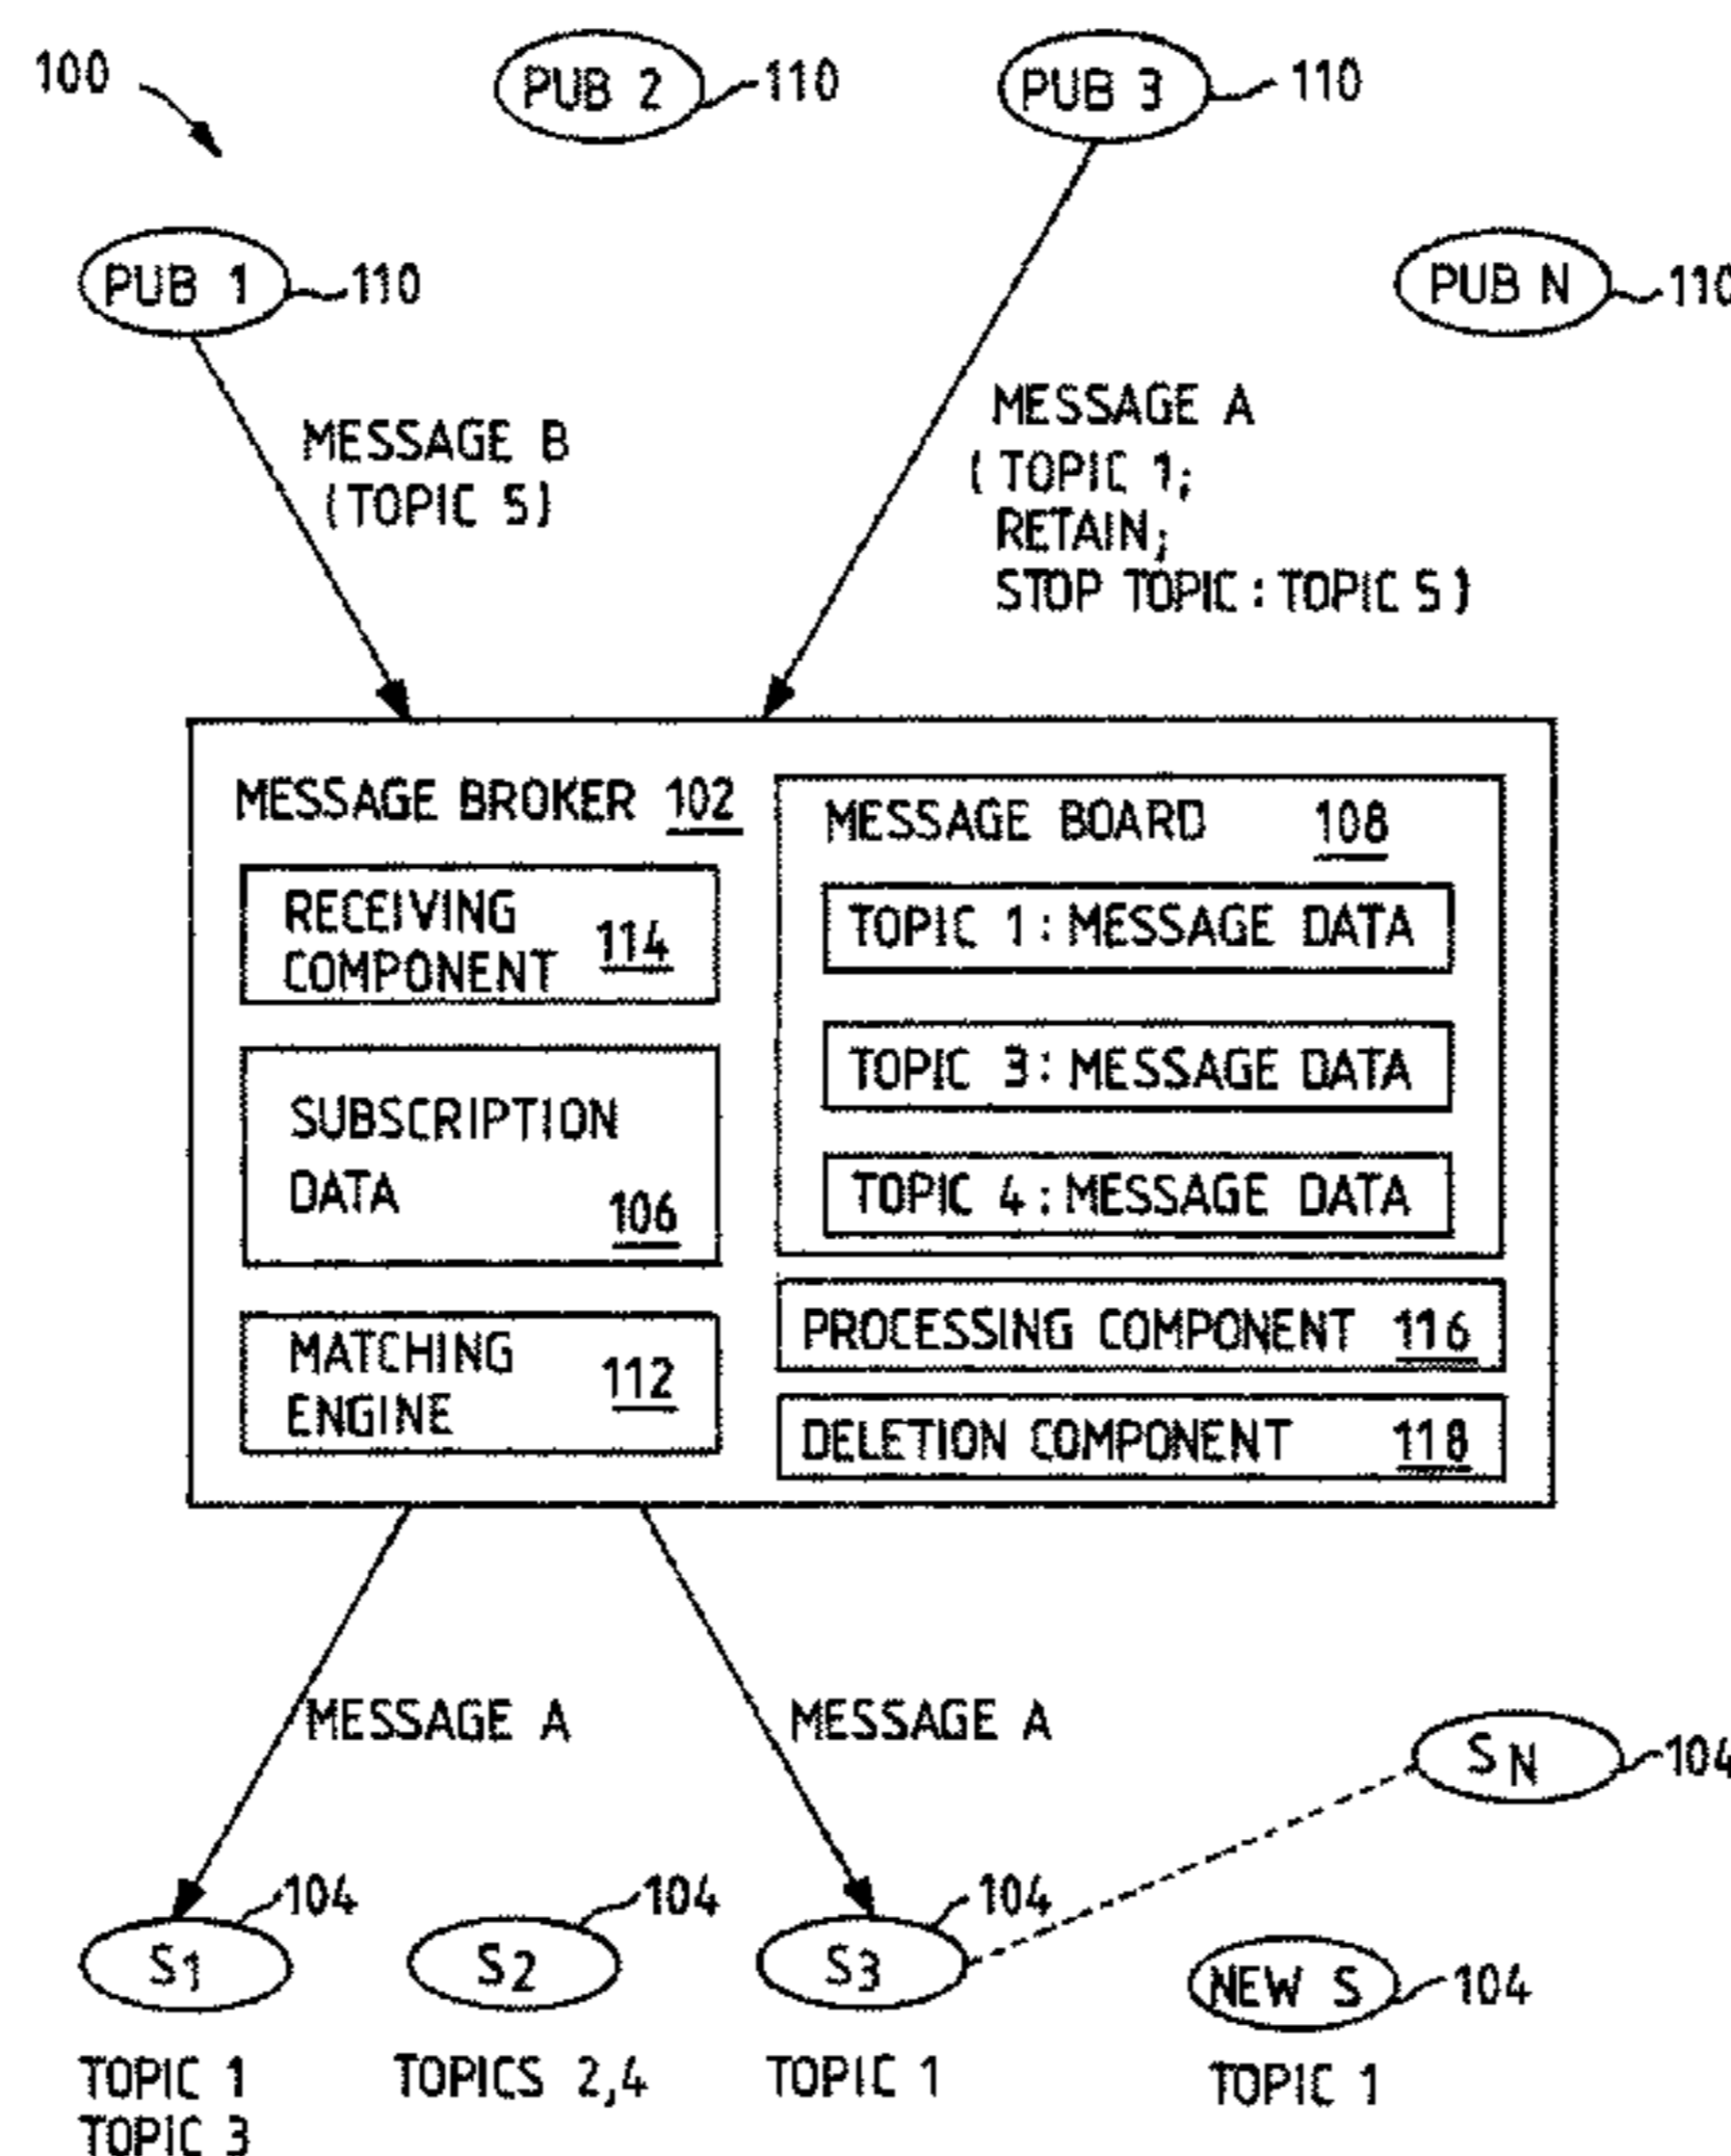 100
PUB 2
110
PUB 3
110
PUB 1
110
PUB N
110
MESSAGE B
(TOPIC 5)
MESSAGE A
(TOPIC 1;
RETAIN;
STOP TOPIC : TOPIC 5)
MESSAGE BROKER 102
RECEIVING
COMPONENT 114
SUBSCRIPTION
DATA
106
MATCHING
ENGINE
112
MESSAGE BOARD 108
TOPIC 1 : MESSAGE DATA
TOPIC 3 : MESSAGE DATA
TOPIC 4 : MESSAGE DATA
PROCESSING COMPONENT 116
DELETION COMPONENT 118
MESSAGE A
MESSAGE A
SN
104
104
104
104
S1
S2
S3
NEW S
104
TOPIC 1
TOPIC 3
TOPICS 2,4
TOPIC 1
TOPIC 1